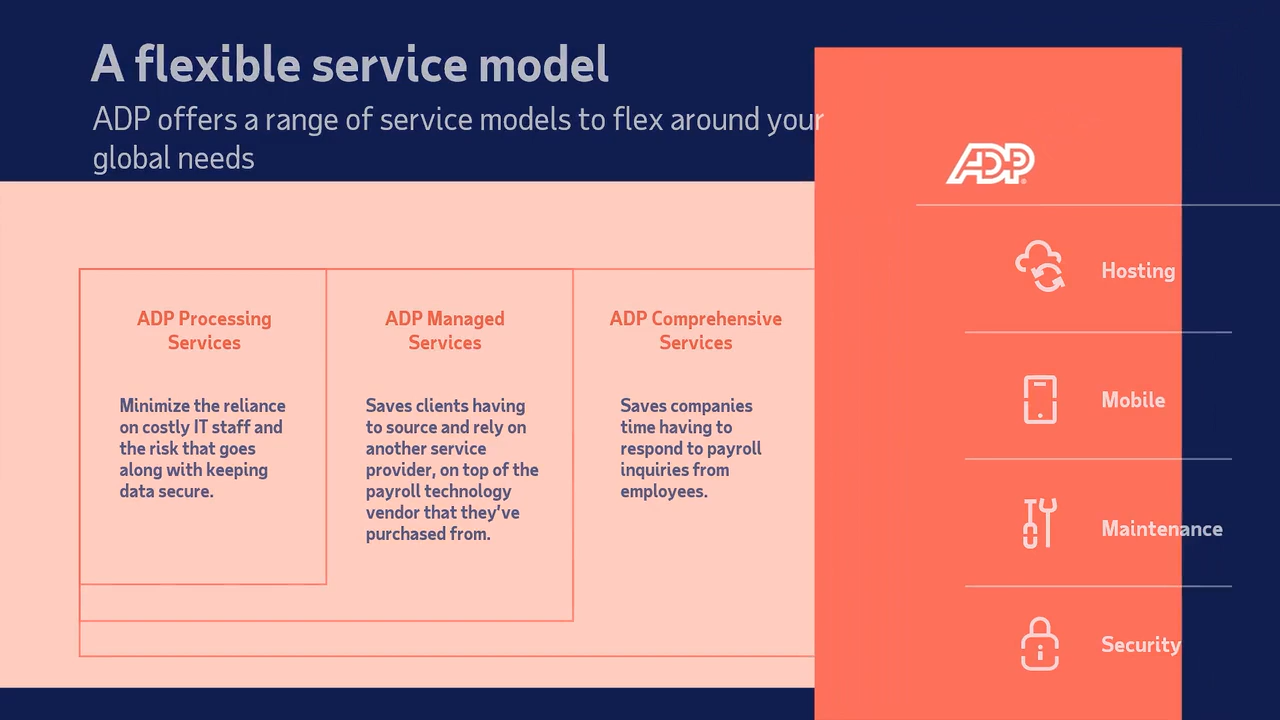 A flexible service model
ADP offers a range of service models to flex around your
global needs
ADP Processing
Services
Minimize the reliance
on costly IT staff and
the risk that goes
along with keeping
data secure.
ADP Managed
Services
Saves clients having
to source and rely on
another service
provider, on top of the
payroll technology
vendor that they've
purchased from.
ADP Comprehensive
Services
Saves companies
time having to
respond to payroll
inquiries from
employees.
ADP
Hosting
Mobile
Maintenance
Security